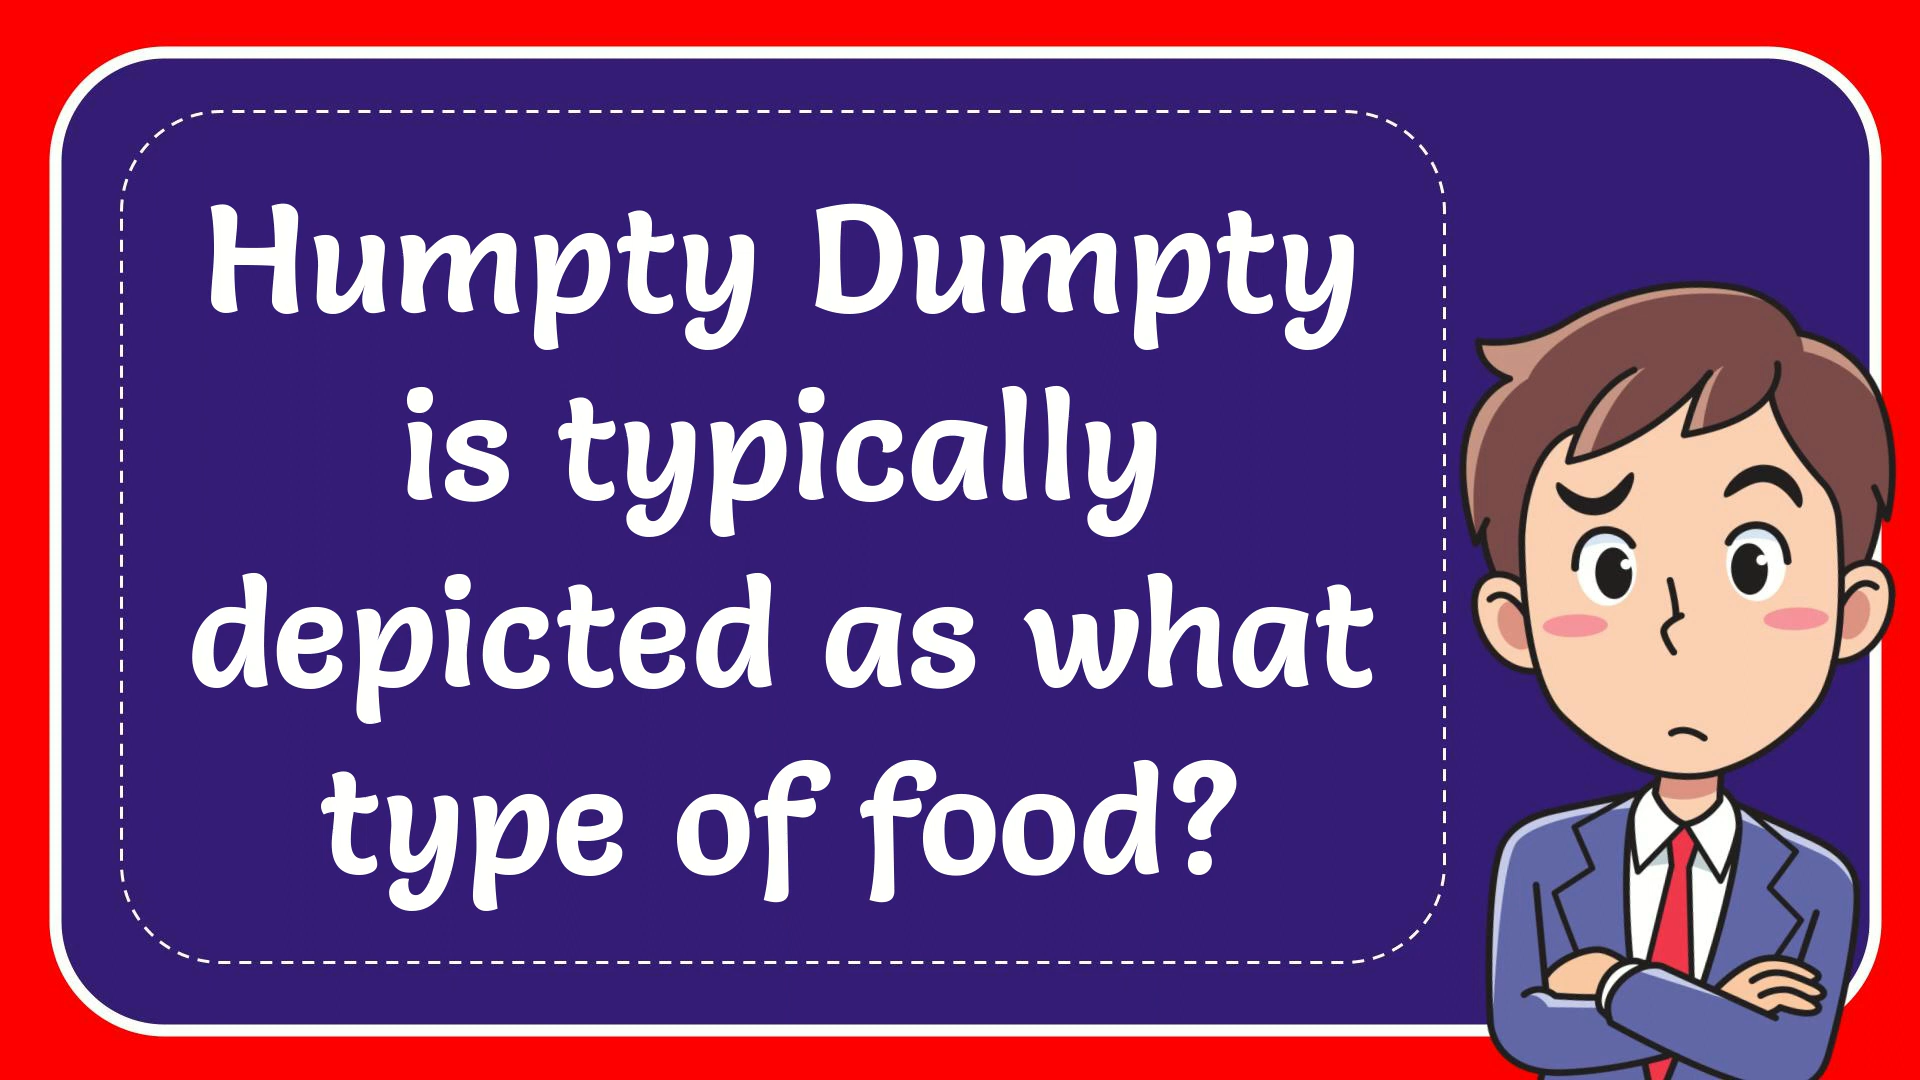 Humpty Dumpty
is typically
depicted as what
type of food?